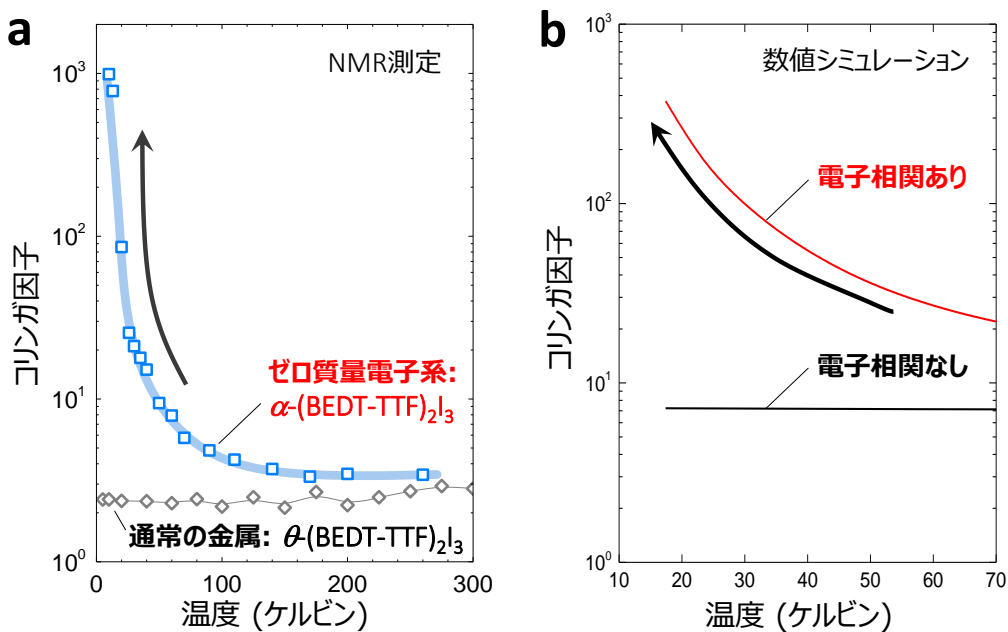 a
NMR測定
コリンガ因子
10³
10²
10¹
10⁰
ゼロ質量電子系:
α-(BEDT-TTF)₂I₃
通常の金属: θ-(BEDT-TTF)₂I₃
0 100 200 300
温度 (ケルビン)
b
数値シミュレーション
コリンガ因子
10³
10²
10¹
10⁰
電子相関あり
電子相関なし
10 20 30 40 50 60 70
温度 (ケルビン)